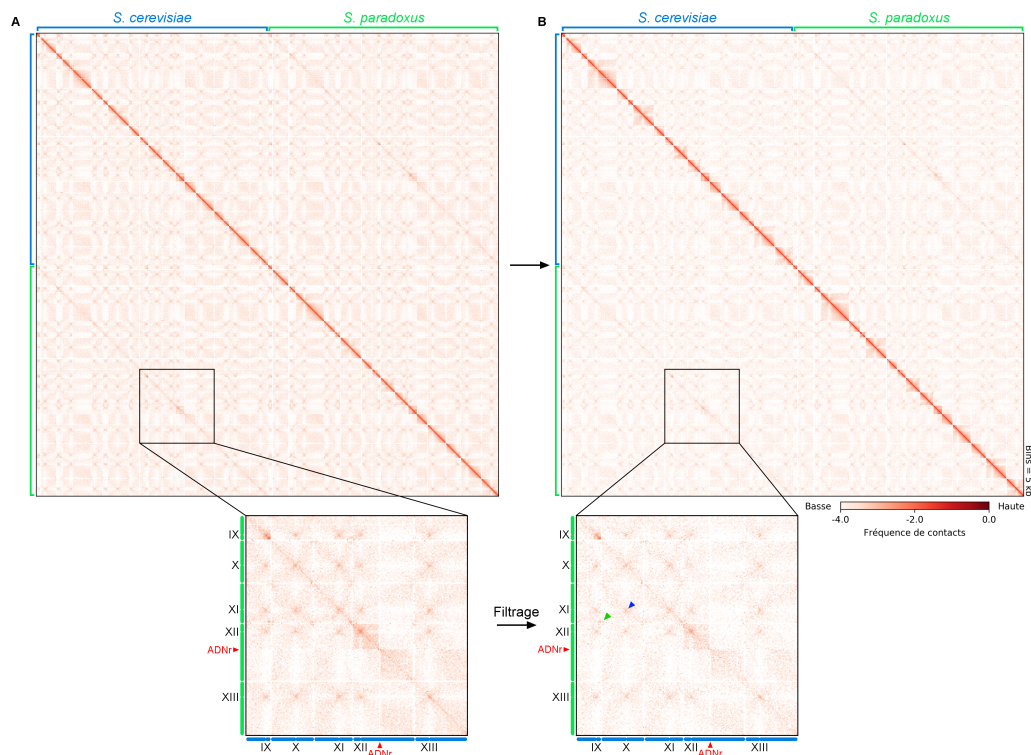 A
S. cerevisiae
S. paradoxus
B
S. cerevisiae
S. paradoxus
Bins = 5 kb
Basse
Haute
-4.0
-2.0
0.0
Fréquence de contacts
IX
X
XI
XII
ADNr
XIII
IX
X
XI
XII
ADNr
XIII
Filtrage
IX
X
XI
XII
ADNr
XIII
IX
X
XI
XII
ADNr
XIII